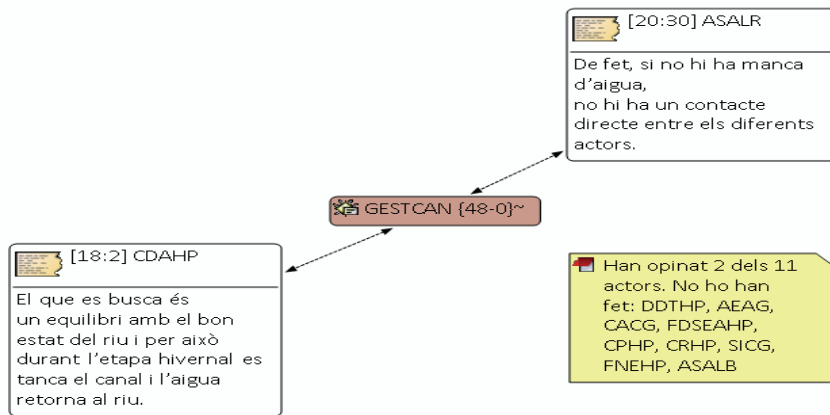 [20:30] ASALR
De fet, si no hi ha manca
d'aigua,
no hi ha un contacte
directe entre els diferents
actors.
GESTCAN {48-0}~
[18:2] CDAHP
El que es busca és
un equilibri amb el bon
estat del riu i per això
durant l'etapa hivernal es
tanca el canal i l'aigua
retorna al riu.
Han opinat 2 dels 11
actors. No ho han
fet: DDTHP, AEAG,
CACG, FDSEAHP,
CPHP, CRHP, SICG,
FNEHP, ASALB